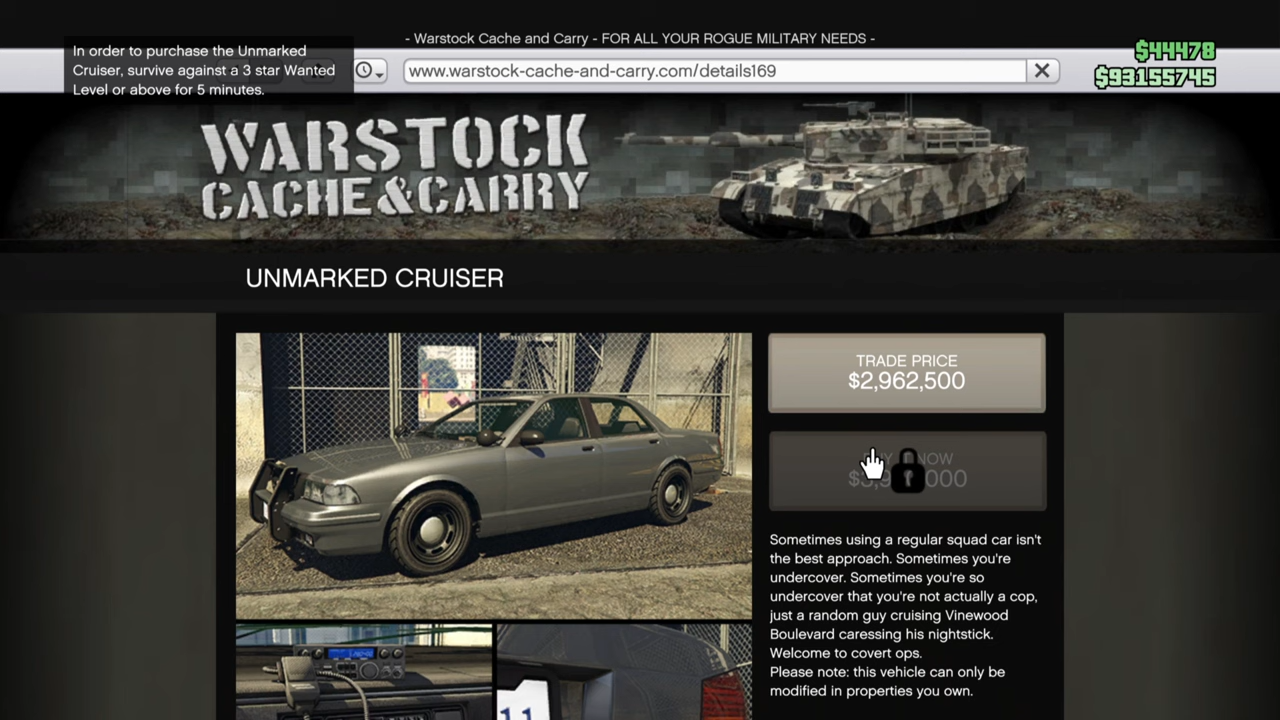 - Warstock Cache and Carry - FOR ALL YOUR ROGUE MILITARY NEEDS -
In order to purchase the Unmarked
Cruiser, survive against a 3 star Wanted
Level or above for 5 minutes.
www.warstock-cache-and-carry.com/details169
$44478
$93155745
WARSTOCK
CACHE&CARRY
UNMARKED CRUISER
TRADE PRICE
$2,962,500
NOW
Sometimes using a regular squad car isn't
the best approach. Sometimes you're
undercover. Sometimes you're so
undercover that you're not actually a cop,
just a random guy cruising Vinewood
Boulevard caressing his nightstick.
Welcome to covert ops.
Please note: this vehicle can only be
modified in properties you own.
11